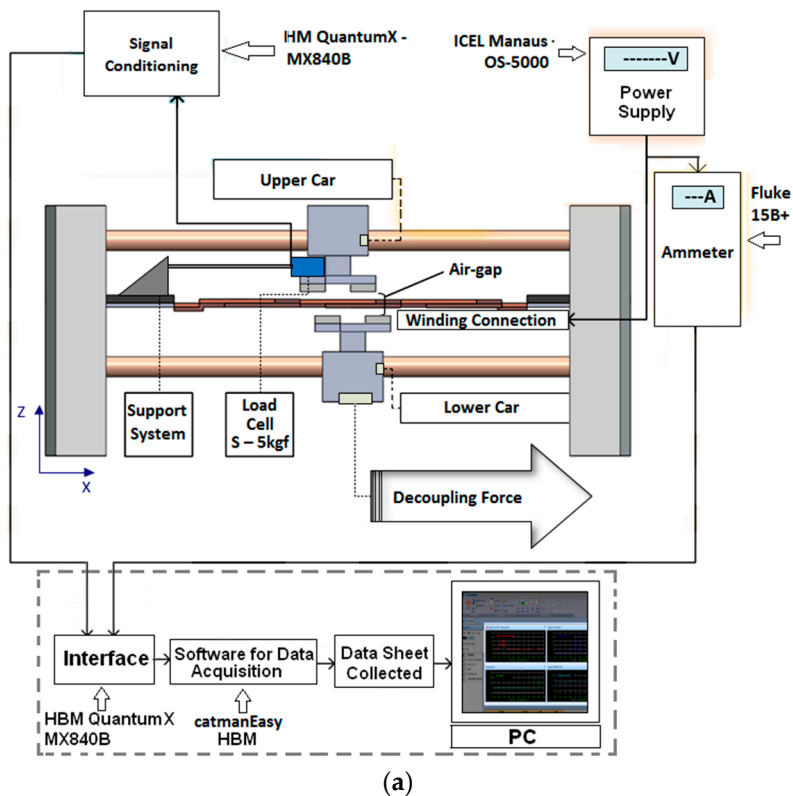 Signal
Conditioning
HM QuantumX -
MX840B
ICEL Manaus -
OS-5000
-------V
Power
Supply
---A
Ammeter
Fluke
15B+
Upper Car
Air-gap
Winding Connection
Support
System
Load
Cell
S – 5kgf
Lower Car
Z
X
Decoupling Force
Interface
Software for Data
Acquisition
Data Sheet
Collected
HBM QuantumX
MX840B
catmanEasy
HBM
PC
(a)